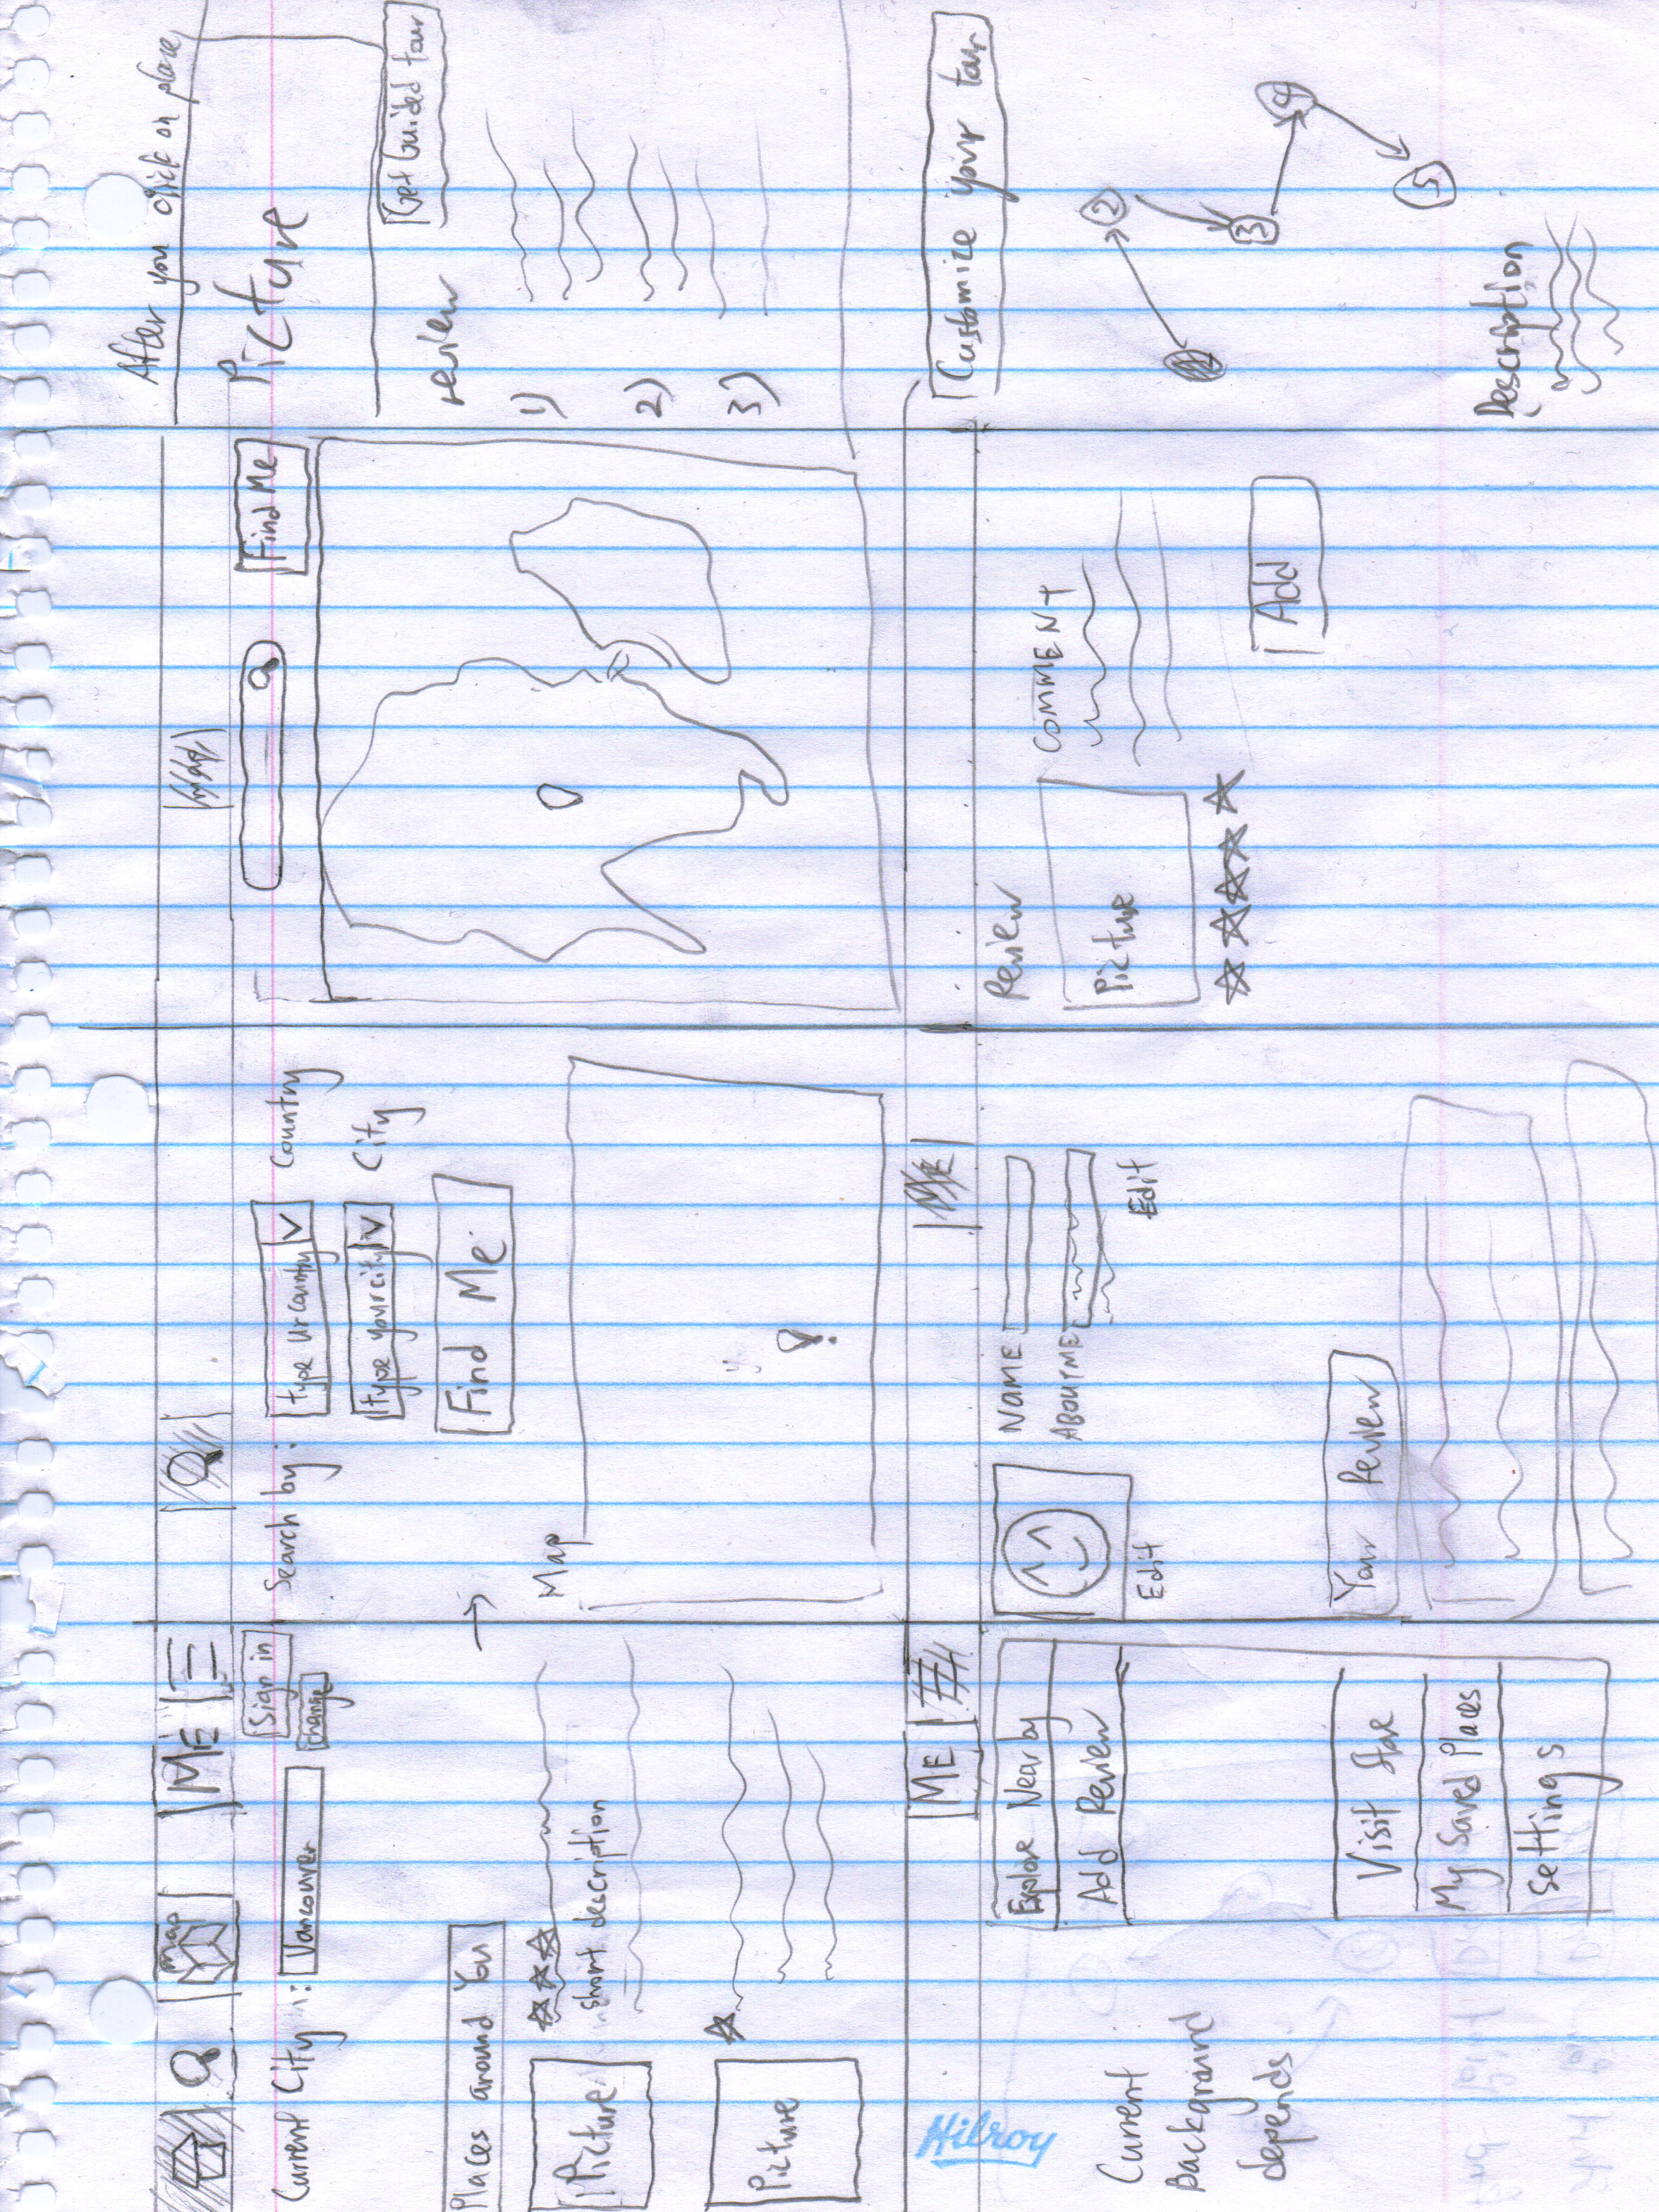 map
ME
Current City :
Vancouver
Sign in
change
Places around You
Picture
short description
Picture
Search by:
type Ur country V
Country
type your city V
City
Find Me
Map
Find Me
After you click on place
Picture
Get Guided tour
review
1)
2)
3)
Hilroy
Current
Background
depends
ME
Explore Nearby
Add Review
Visit Store
My Saved Places
Settings
Edit
NAME
ABOUT ME
Edit
Your Review
Review
Picture
COMMENT
Add
Customize your tour
2
3
4
5
Description